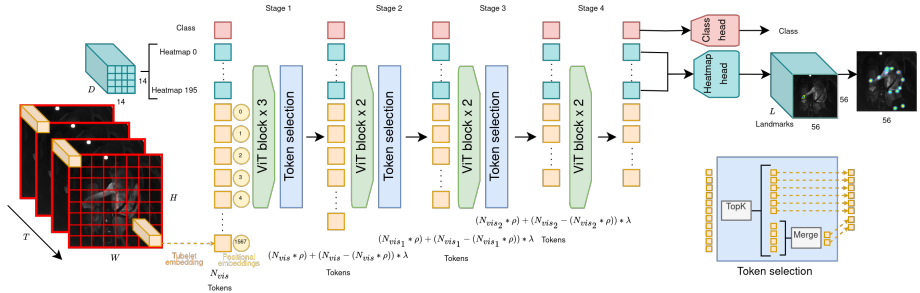 Stage 1
Stage 2
Stage 3
Stage 4
Class
Heatmap 0
Heatmap 195
D
14
14
ViT block x 3
Token selection
ViT block x 2
Token selection
ViT block x 2
Token selection
ViT block x 2
0
1
2
3
4
1567
Class head
Class
Heatmap head
L
Landmarks
56
56
56
H
W
T
Tubelet embedding
Positional embeddings
N_vis
Tokens
(N_vis * ρ) + (N_vis − (N_vis * ρ)) * λ
Tokens
(N_vis₁ * ρ) + (N_vis₁ − (N_vis₁ * ρ)) * λ
Tokens
(N_vis₂ * ρ) + (N_vis₂ − (N_vis₂ * ρ)) * λ
Tokens
TopK
Merge
Token selection